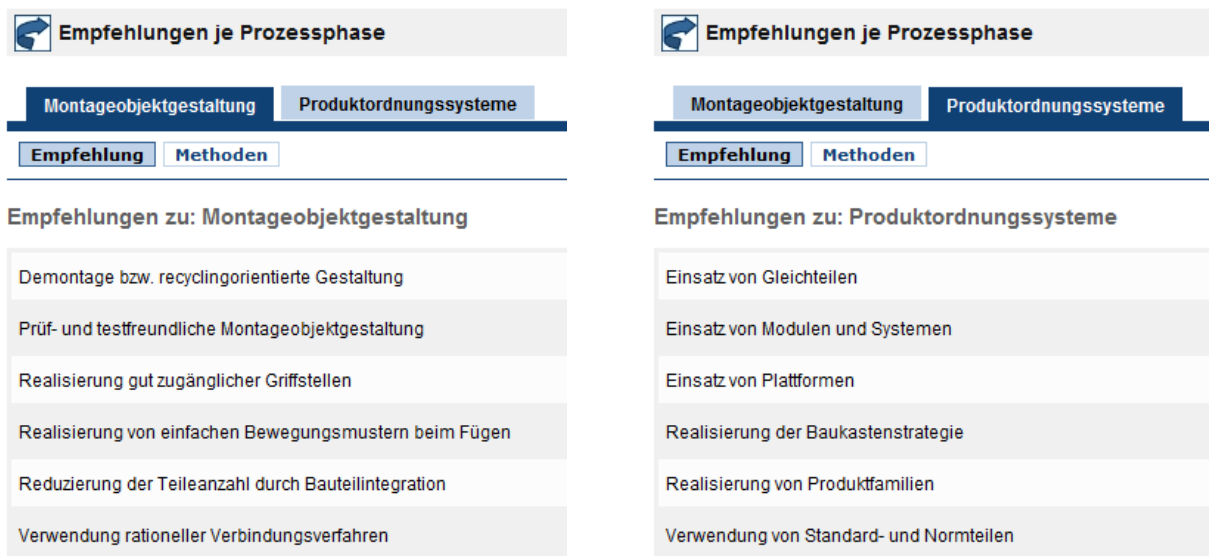 Empfehlungen je Prozessphase
Montageobjektgestaltung Produktordnungssysteme
Empfehlung Methoden
Empfehlungen zu: Montageobjektgestaltung
Demontage bzw. recyclingorientierte Gestaltung
Prüf- und testfreundliche Montageobjektgestaltung
Realisierung gut zugänglicher Griffstellen
Realisierung von einfachen Bewegungsmustern beim Fügen
Reduzierung der Teileanzahl durch Bauteilintegration
Verwendung rationeller Verbindungsverfahren
Empfehlungen je Prozessphase
Montageobjektgestaltung Produktordnungssysteme
Empfehlung Methoden
Empfehlungen zu: Produktordnungssysteme
Einsatz von Gleichteilen
Einsatz von Modulen und Systemen
Einsatz von Plattformen
Realisierung der Baukastenstrategie
Realisierung von Produktfamilien
Verwendung von Standard- und Normteilen